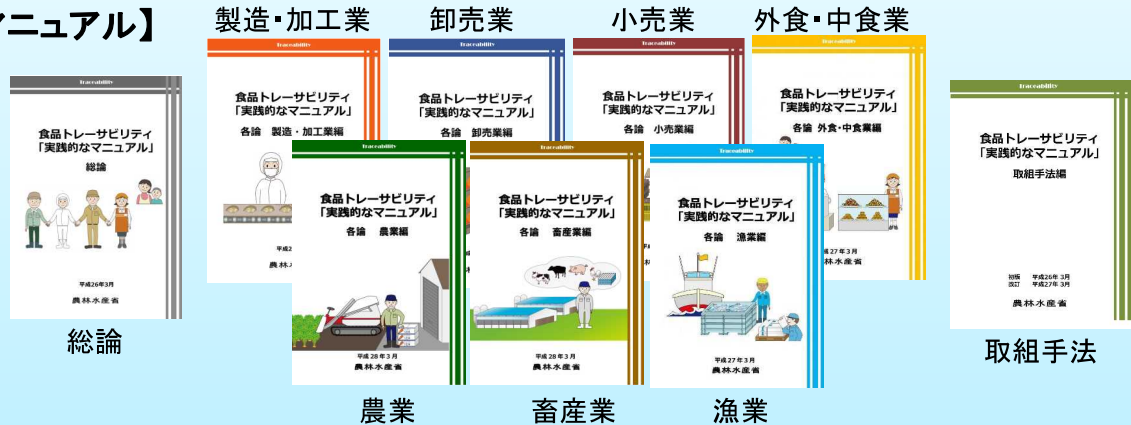 マニュアル】
製造・加工業
卸売業
小売業
外食・中食業
Traceability
食品トレーサビリティ
「実践的なマニュアル」
総論
平成26年3月
農林水産省
総論
Traceability
食品トレーサビリティ
「実践的なマニュアル」
各論 製造・加工業編
平成2
農林
Traceability
食品トレーサビリティ
「実践的なマニュアル」
各論 卸売業編
Traceability
食品トレーサビリティ
「実践的なマニュアル」
各論 小売業編
Traceability
食品トレーサビリティ
「実践的なマニュアル」
各論 外食・中食業編
27年3月
水産省
Traceability
食品トレーサビリティ
「実践的なマニュアル」
各論 農業編
平成28年3月
農林水産省
農業
Traceability
食品トレーサビリティ
「実践的なマニュアル」
各論 畜産業編
平成28年3月
農林水産省
畜産業
Traceability
食品トレーサビリティ
「実践的なマニュアル」
各論 漁業編
平成27年3月
農林水産省
漁業
Traceability
食品トレーサビリティ
「実践的なマニュアル」
取組手法編
初版 平成26年3月
改訂 平成27年3月
農林水産省
取組手法